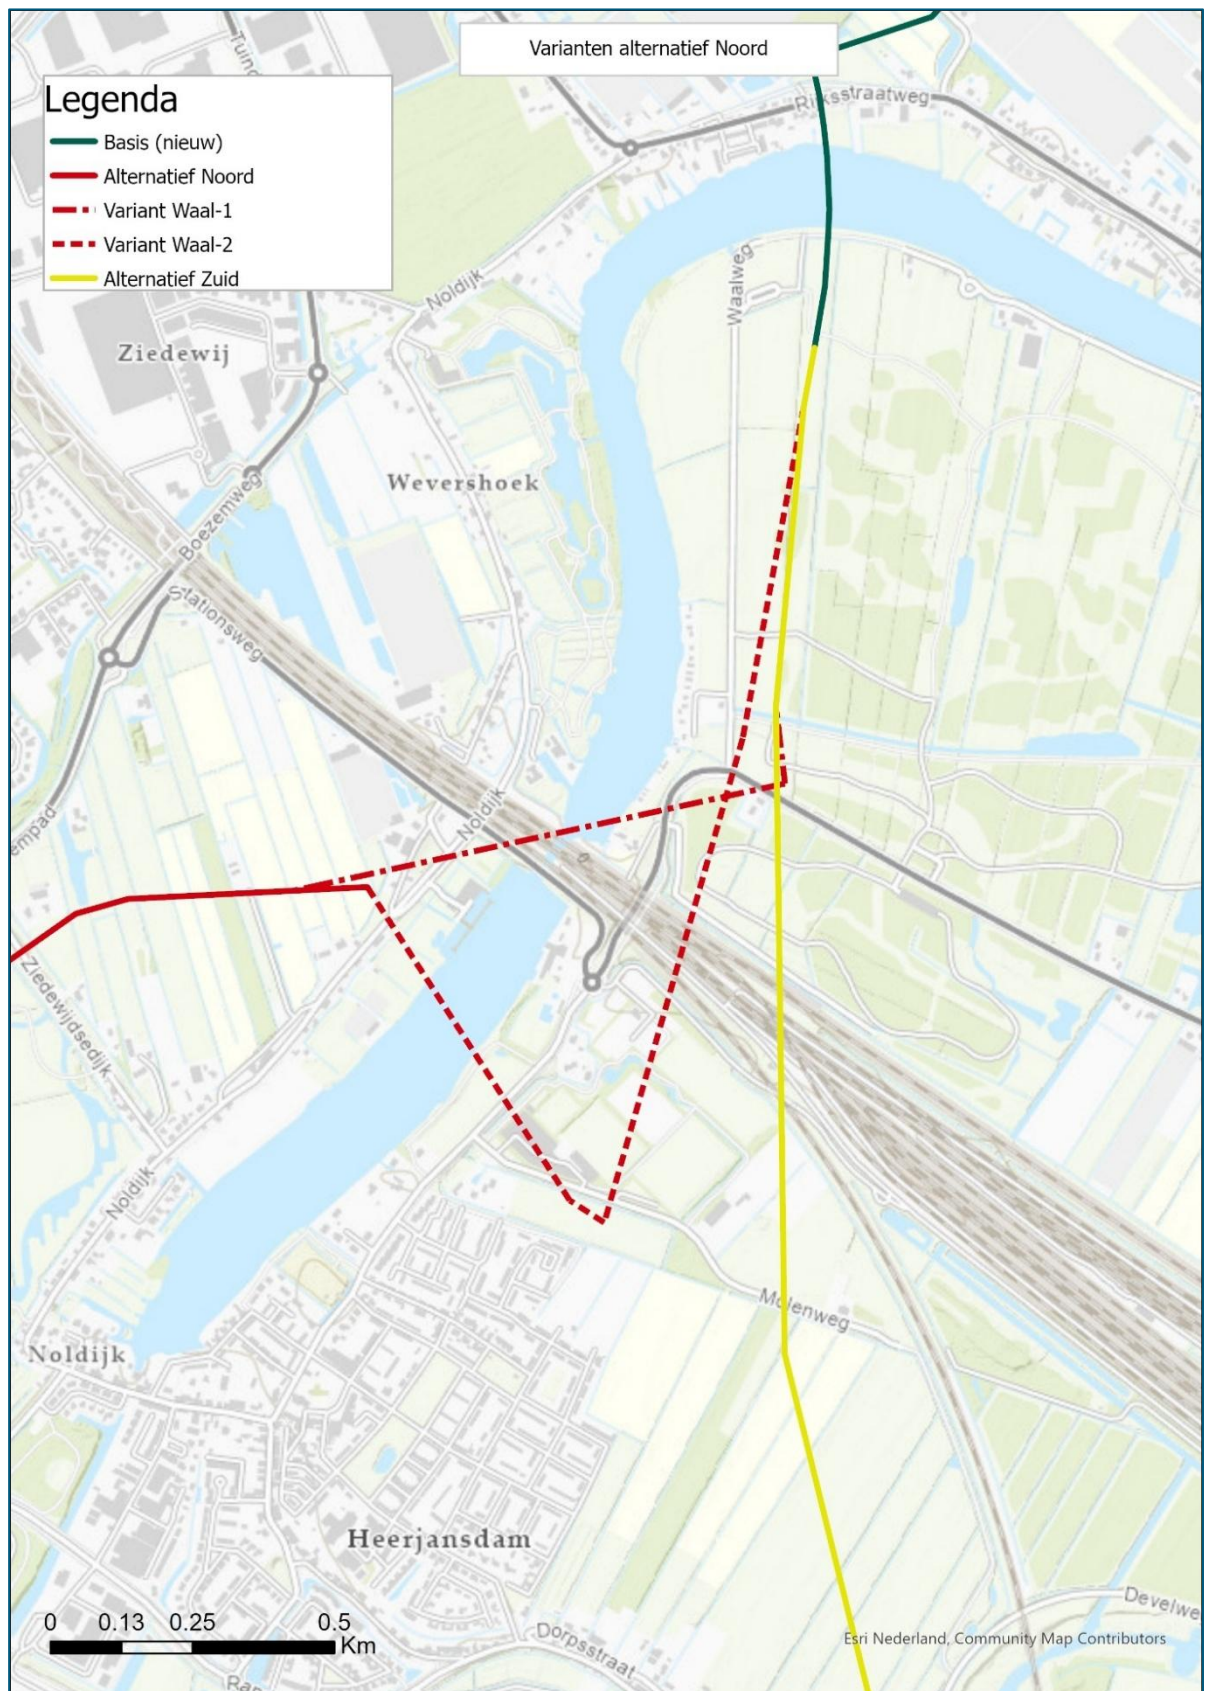 Varianten alternatief Noord
Legenda
Basis (nieuw)
Alternatief Noord
Variant Waal-1
Variant Waal-2
Alternatief Zuid
Rijksstraatweg
Waalweg
Noldijk
Ziedewij
Wevershoek
Boezemweg
Stationsweg
Noldijk
empad
Ziedewijdsedijk
Noldijk
Molenweg
Noldijk
Heerjansdam
Develwe
Dorpsstraat
0 0.13 0.25 0.5
Km
Esri Nederland, Community Map Contributors